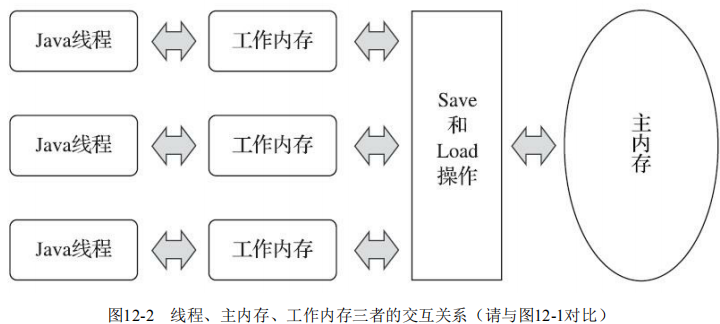 Java线程
工作内存
Java线程
工作内存
Java线程
工作内存
Save
和
Load
操作
主
内
存
图12-2 线程、主内存、工作内存三者的交互关系（请与图12-1对比）